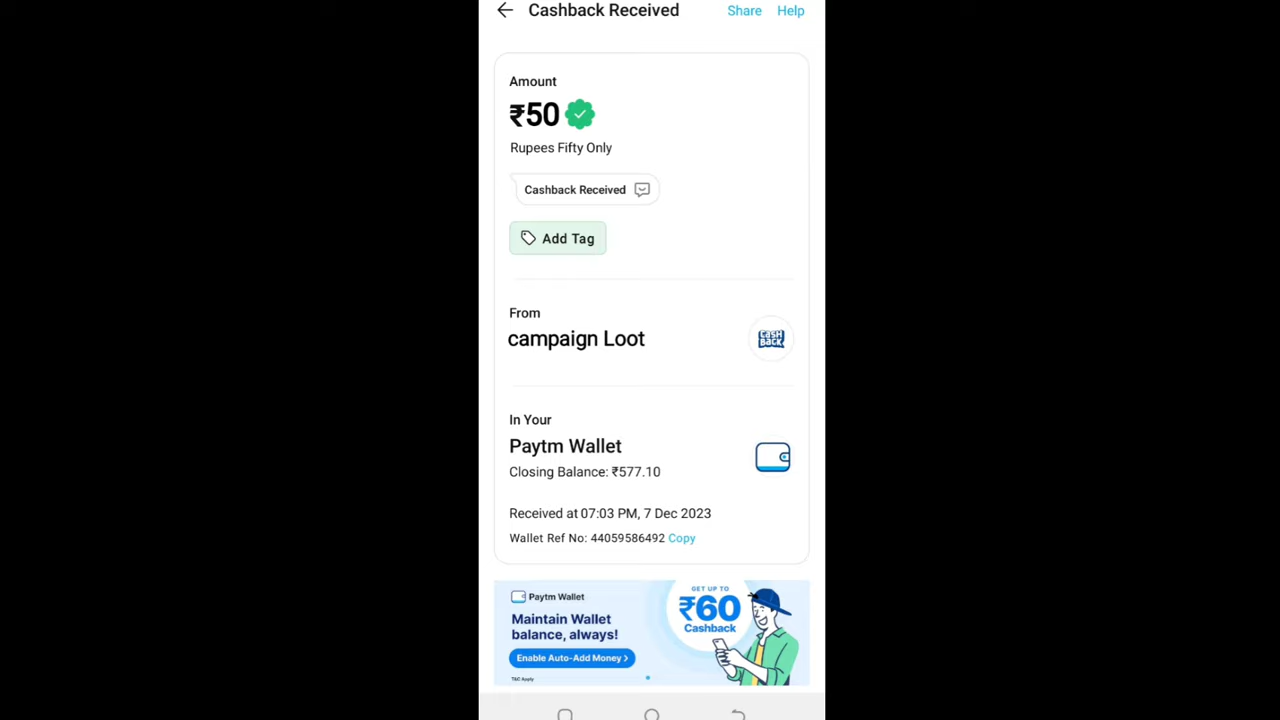 Cashback Received
Share Help
Amount
₹50
Rupees Fifty Only
Cashback Received
Add Tag
From
campaign Loot
CASH
BACK
In Your
Paytm Wallet
Closing Balance: ₹577.10
Received at 07:03 PM, 7 Dec 2023
Wallet Ref No: 44059586492 Copy
Paytm Wallet
Maintain Wallet
balance, always!
Enable Auto-Add Money >
T&C Apply
GET UP TO
₹60
Cashback